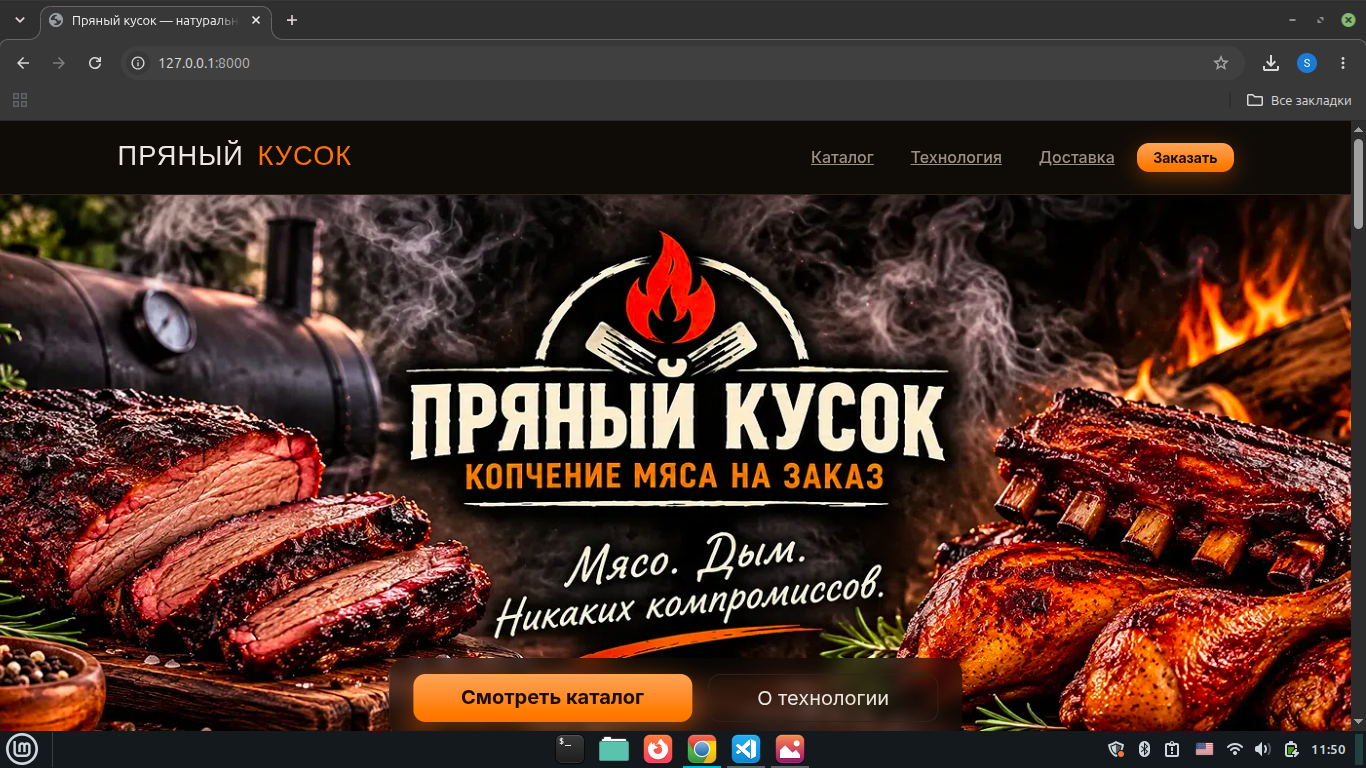 Пряный кусок — натуральн
127.0.0.1:8000
S
Все закладки
ПРЯНЫЙ КУСОК
Каталог
Технология
Доставка
Заказать
ПРЯНЫЙ КУСОК
КОПЧЕНИЕ МЯСА НА ЗАКАЗ
Мясо. Дым.
Никаких компромиссов.
Смотреть каталог
О технологии
11:50